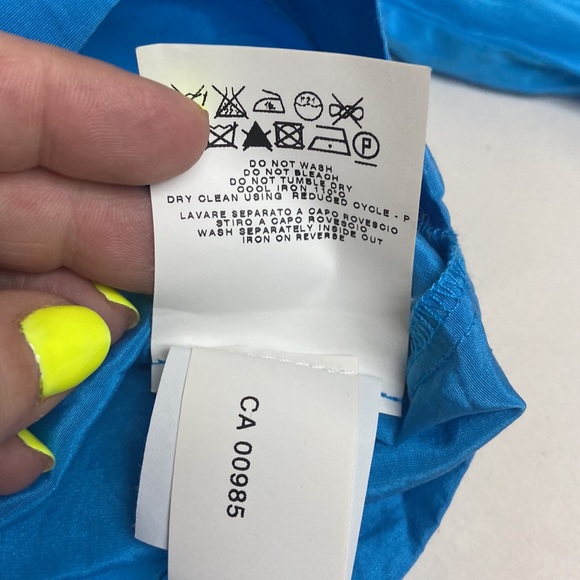 DO NOT WASH
DO NOT BLEACH
DO NOT TUMBLE DRY
COOL IRON 110°C
DRY CLEAN USING REDUCED CYCLE - P
LAVARE SEPARATO A CAPO ROVESCIO
STIRO A CAPO ROVESCIO
WASH SEPARATELY INSIDE OUT
IRON ON REVERSE
CA 00985